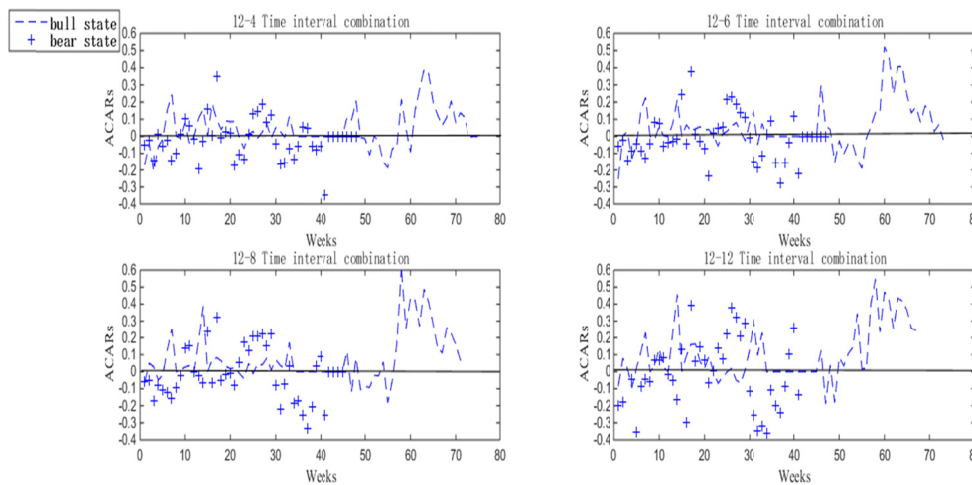 bull state
bear state
12-4 Time interval combination
ACARs
0.6
0.5
0.4
0.3
0.2
0.1
0
-0.1
-0.2
-0.3
-0.4
0 10 20 30 40 50 60 70 80
Weeks
12-6 Time interval combination
ACARs
0.6
0.5
0.4
0.3
0.2
0.1
0
-0.1
-0.2
-0.3
-0.4
0 10 20 30 40 50 60 70 8
Weeks
12-8 Time interval combination
ACARs
0.6
0.5
0.4
0.3
0.2
0.1
0
-0.1
-0.2
-0.3
-0.4
0 10 20 30 40 50 60 70 80
Weeks
12-12 Time interval combination
ACARs
0.6
0.5
0.4
0.3
0.2
0.1
0
-0.1
-0.2
-0.3
-0.4
0 10 20 30 40 50 60 70 8
Weeks